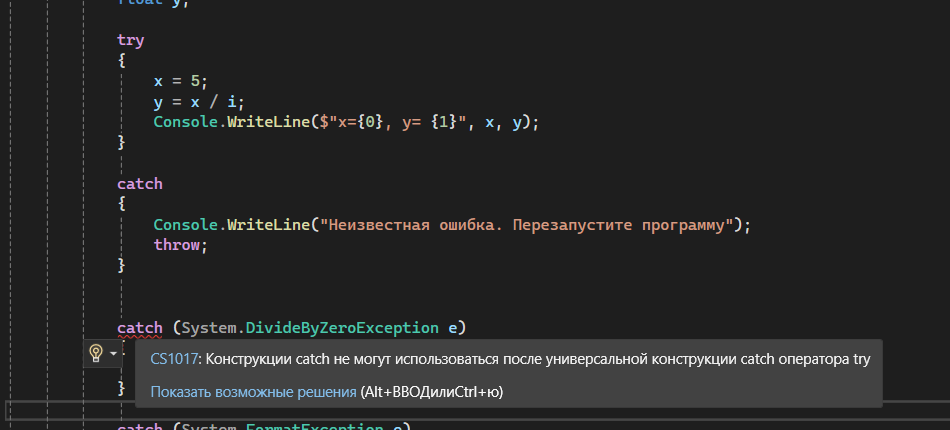 float y;
try
{
x = 5;
y = x / i;
Console.WriteLine($"x={0}, y= {1}", x, y);
}
catch
{
Console.WriteLine("Неизвестная ошибка. Перезапустите программу");
throw;
}
catch (System.DivideByZeroException e)
CS1017: Конструкции catch не могут использоваться после универсальной конструкции catch оператора try
Показать возможные решения (Alt+ВВОДилиCtrl+ю)
}
catch (System.FormatException e)